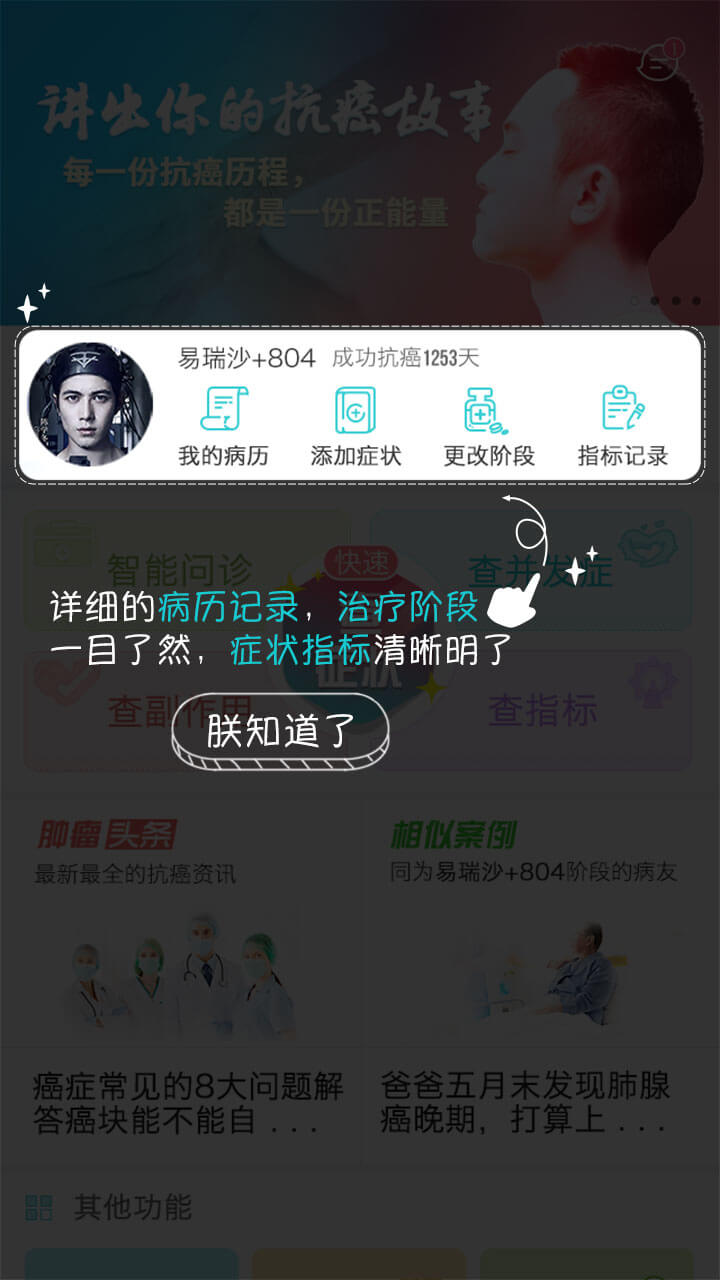 1
讲出你的抗癌故事
每一份抗癌历程，
都是一份正能量
易瑞沙+804 成功抗癌1253天
我的病历 添加症状 更改阶段 指标记录
智能问诊 快速 查并发症
详细的病历记录，治疗阶段
一目了然，症状指标清晰明了
症状
查副作用 查指标
朕知道了
肿瘤头条 相似案例
最新最全的抗癌资讯 同为易瑞沙+804阶段的病友
癌症常见的8大问题解 爸爸五月末发现肺腺
答癌块能不能自... 癌晚期，打算上...
其他功能